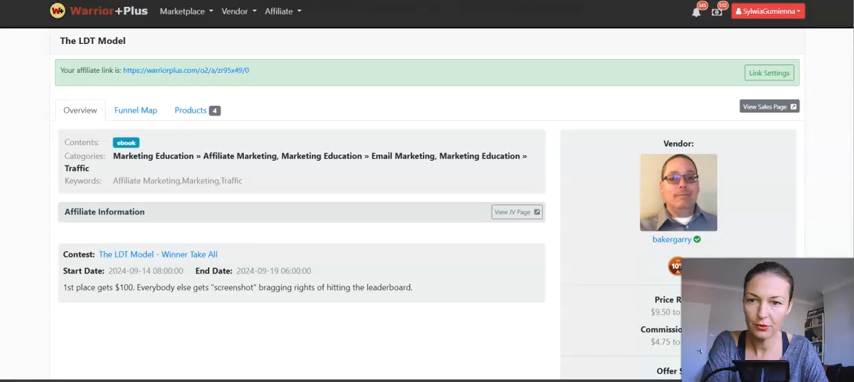 Warrior+Plus Marketplace Vendor Affiliate 545 552 SylwiaGumienna
The LDT Model
Your affiliate link is: https://warriorplus.com/o2/a/zr95x49/0
Link Settings
Overview Funnel Map Products 4
View Sales Page
Contents: ebook
Categories: Marketing Education » Affiliate Marketing, Marketing Education » Email Marketing, Marketing Education »
Traffic
Keywords: Affiliate Marketing,Marketing,Traffic
Affiliate Information
View JV Page
Contest: The LDT Model - Winner Take All
Start Date: 2024-09-14 08:00:00 End Date: 2024-09-19 06:00:00
1st place gets $100. Everybody else gets "screenshot" bragging rights of hitting the leaderboard.
Vendor:
bakergarry
Price R
$9.50 to
Commissio
$4.75 to
Offer S